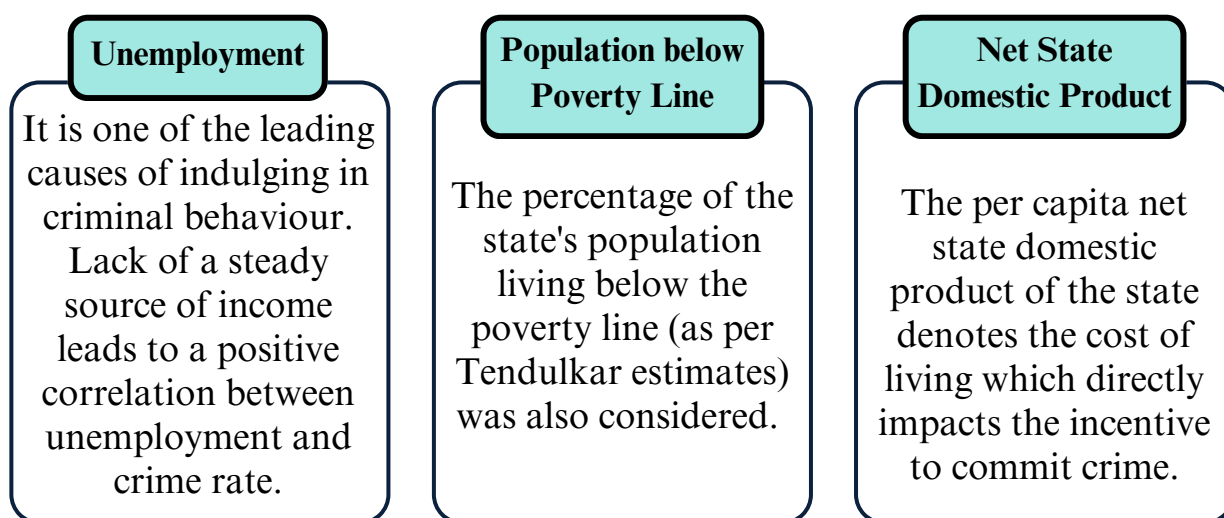 Unemployment
It is one of the leading
causes of indulging in
criminal behaviour.
Lack of a steady
source of income
leads to a positive
correlation between
unemployment and
crime rate.
Population below
Poverty Line
The percentage of the
state's population
living below the
poverty line (as per
Tendulkar estimates)
was also considered.
Net State
Domestic Product
The per capita net
state domestic
product of the state
denotes the cost of
living which directly
impacts the incentive
to commit crime.